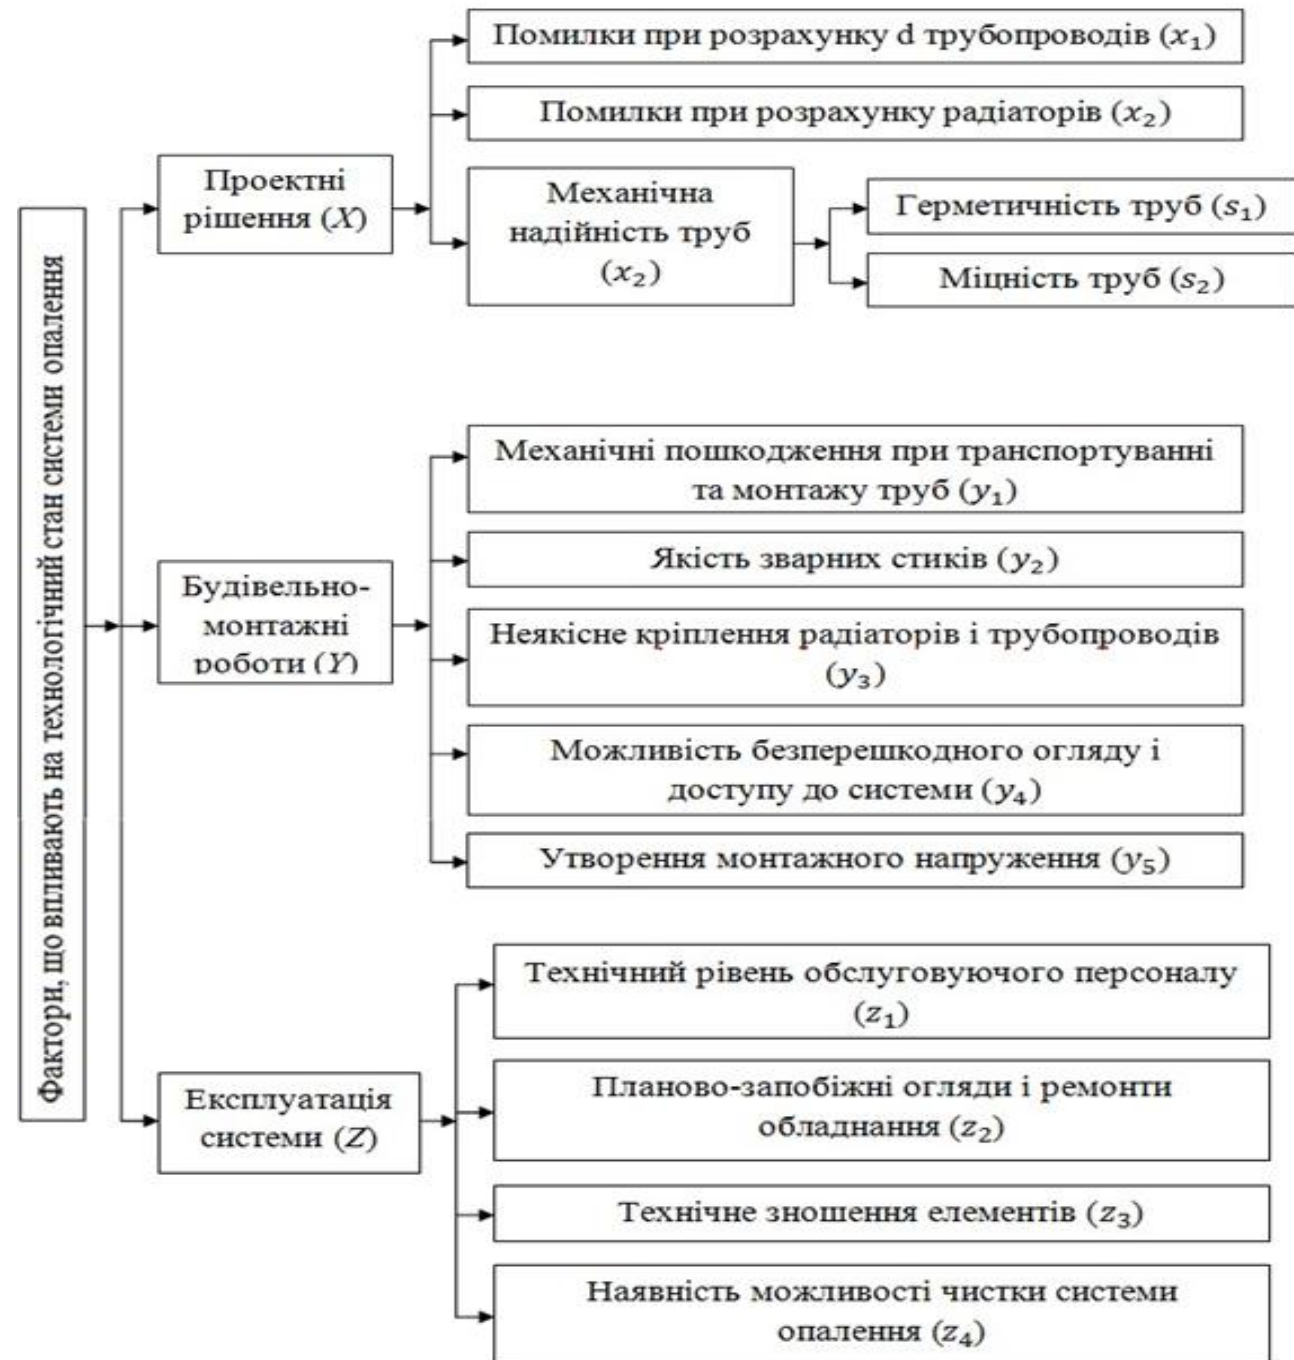 Фактори, що впливають на технологічний стан системи опалення
Проектні
рішення (X)
Помилки при розрахунку d трубопроводів (x₁)
Помилки при розрахунку радіаторів (x₂)
Механічна
надійність труб
(x₂)
Герметичність труб (s₁)
Міцність труб (s₂)
Будівельно-
монтажні
роботи (Y)
Механічні пошкодження при транспортуванні
та монтажу труб (y₁)
Якість зварних стиків (y₂)
Неякісне кріплення радіаторів і трубопроводів
(y₃)
Можливість безперешкодного огляду і
доступу до системи (y₄)
Утворення монтажного напруження (y₅)
Експлуатація
системи (Z)
Технічний рівень обслуговуючого персоналу
(z₁)
Планово-запобіжні огляди і ремонти
обладнання (z₂)
Технічне зношення елементів (z₃)
Наявність можливості чистки системи
опалення (z₄)